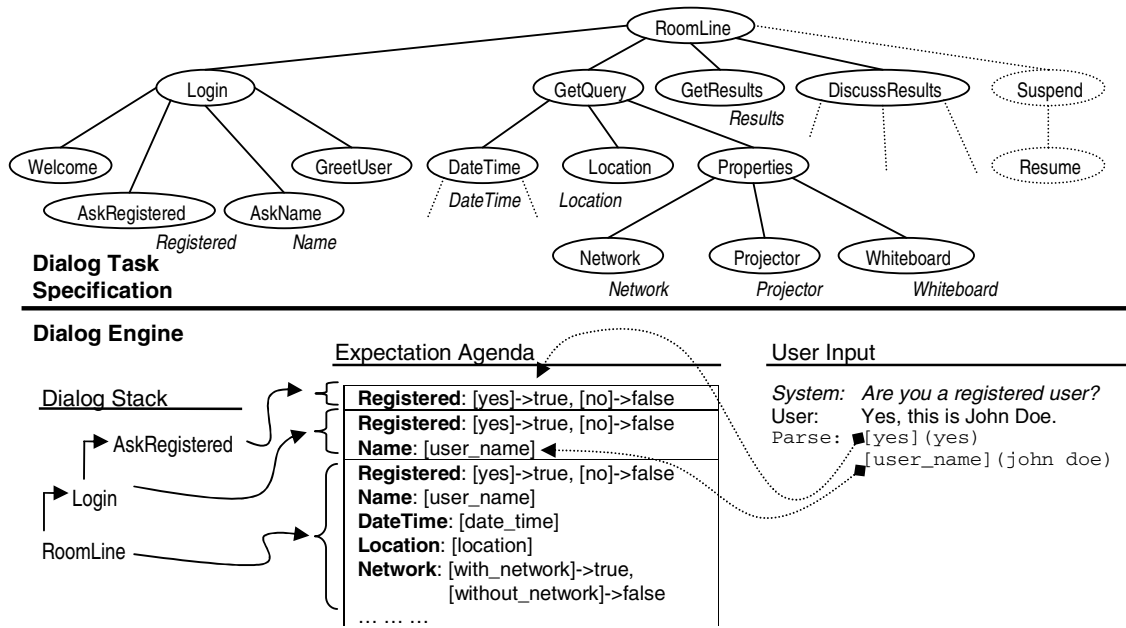 RoomLine
Login
GetQuery
GetResults
DiscussResults
Suspend
Results
Welcome
GreetUser
DateTime
Location
Properties
Resume
DateTime
Location
AskRegistered
AskName
Registered
Name
Network
Projector
Whiteboard
Network
Projector
Whiteboard
Dialog Task
Specification
Dialog Engine
Expectation Agenda
User Input
Dialog Stack
AskRegistered
Login
RoomLine
Registered: [yes]->true, [no]->false
Registered: [yes]->true, [no]->false
Name: [user_name]
Registered: [yes]->true, [no]->false
Name: [user_name]
DateTime: [date_time]
Location: [location]
Network: [with_network]->true,
[without_network]->false
... ... ...
System: Are you a registered user?
User: Yes, this is John Doe.
Parse: [yes](yes)
[user_name](john doe)